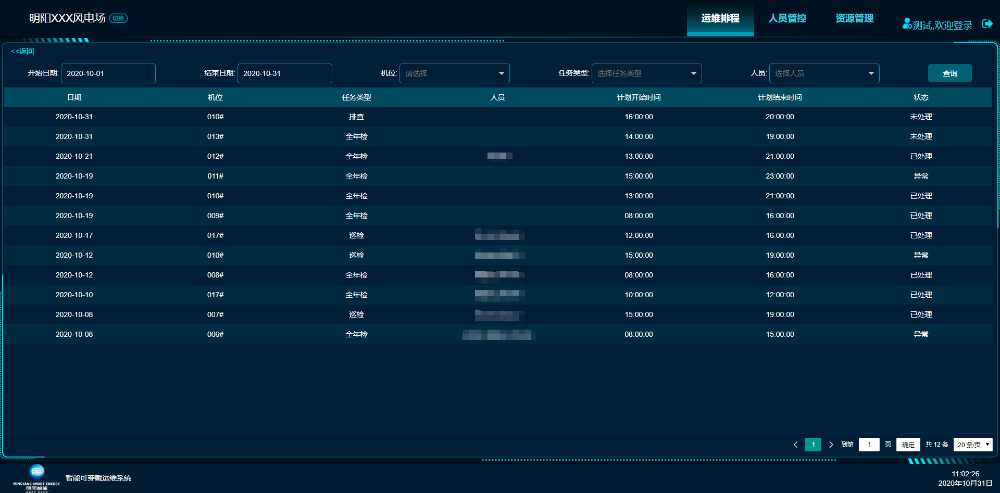 明阳XXX风电场 切换 运维排程 人员管控 资源管理 测试,欢迎登录
<<返回
开始日期: 2020-10-01 结束日期: 2020-10-31 机位: 请选择 任务类型: 选择任务类型 人员: 选择人员 查询
日期 机位 任务类型 人员 计划开始时间 计划结束时间 状态
2020-10-31 010# 排查 16:00:00 20:00:00 未处理
2020-10-31 013# 全年检 14:00:00 19:00:00 未处理
2020-10-21 012# 全年检 13:00:00 21:00:00 已处理
2020-10-19 011# 全年检 15:00:00 23:00:00 异常
2020-10-19 010# 全年检 13:00:00 21:00:00 已处理
2020-10-19 009# 全年检 08:00:00 16:00:00 已处理
2020-10-17 017# 巡检 12:00:00 16:00:00 已处理
2020-10-12 010# 巡检 15:00:00 19:00:00 异常
2020-10-12 008# 全年检 08:00:00 16:00:00 已处理
2020-10-10 017# 全年检 10:00:00 12:00:00 已处理
2020-10-08 007# 巡检 15:00:00 19:00:00 已处理
2020-10-08 006# 全年检 08:00:00 15:00:00 异常
1 到第 1 页 确定 共 12 条 20 条/页
MINGYANG SMART ENERGY
明阳智能
智能可穿戴运维系统
11:02:26
2020年10月31日